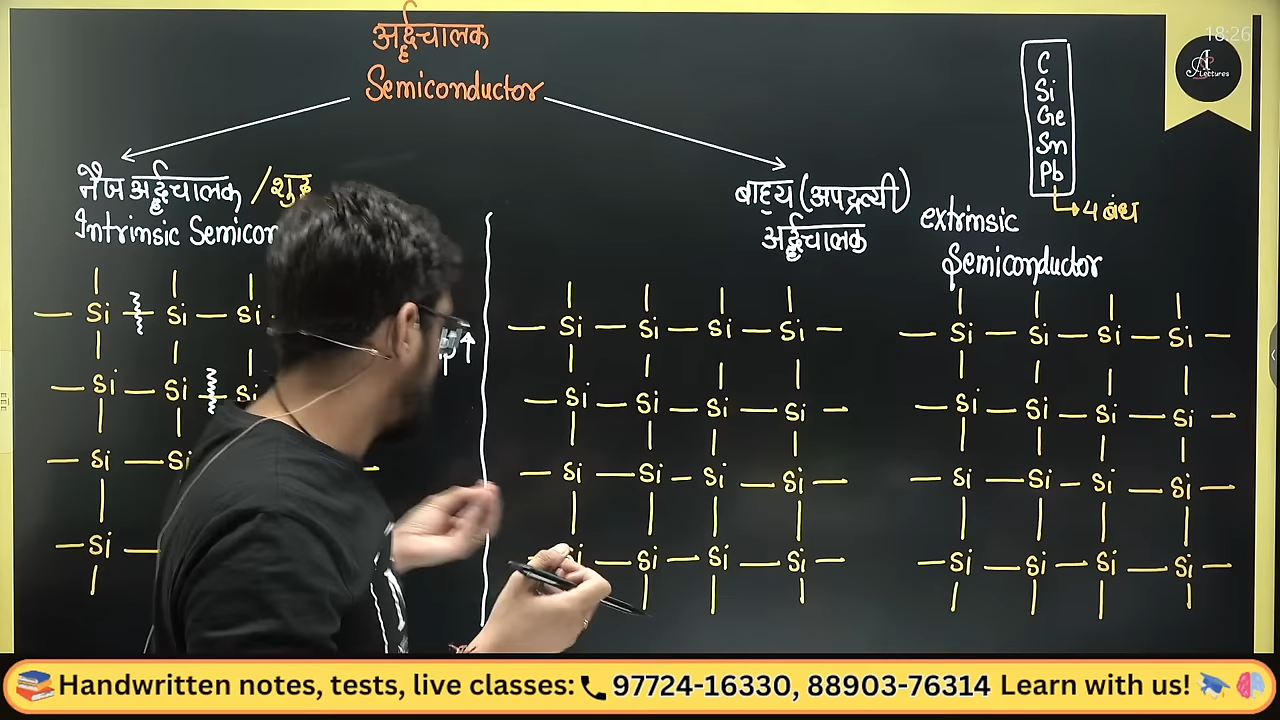 अर्द्धचालक
Semiconductor
18:26
A Lectures
C
Si
Ge
Sn
Pb
4 बंध
नैज अर्द्धचालक / शुद्ध
Intrinsic
बाह्य (अपद्रव्यी)
अर्द्धचालक
extrinsic
Semiconductor
Si Si Si
Si Si Si
Si Si
Si
Si Si Si Si
Si Si Si Si
Si Si Si Si
Si Si Si Si
Si Si Si Si
Si Si Si Si
Si Si Si Si
Si Si Si Si
Handwritten notes, tests, live classes: 97724-16330, 88903-76314 Learn with us!